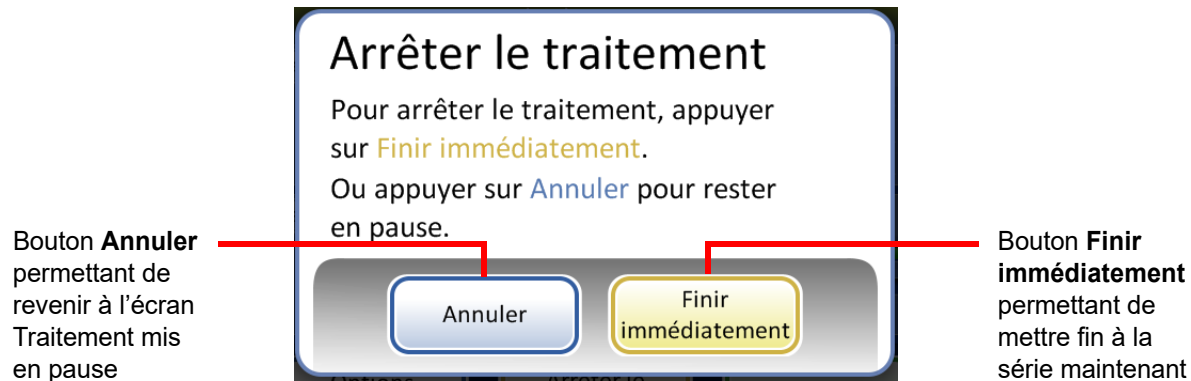 Arrêter le traitement
Pour arrêter le traitement, appuyer
sur Finir immédiatement.
Ou appuyer sur Annuler pour rester
en pause.
Annuler
Finir
immédiatement
Bouton Annuler
permettant de
revenir à l’écran
Traitement mis
en pause
Bouton Finir
immédiatement
permettant de
mettre fin à la
série maintenant